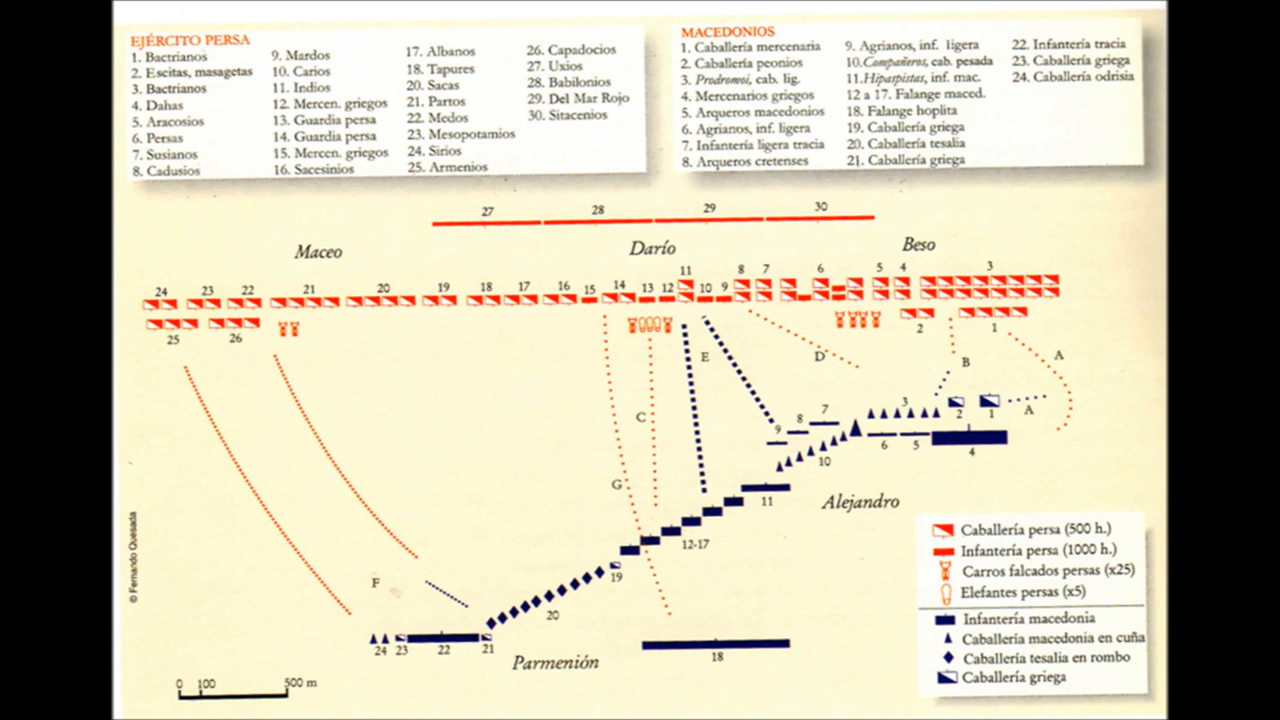 EJÉRCITO PERSA
1. Bactrianos
2. Escitas, masagetas
3. Bactrianos
4. Dahas
5. Aracosios
6. Persas
7. Susianos
8. Cadusios
9. Mardos
10. Carios
11. Indios
12. Mercen. griegos
13. Guardia persa
14. Guardia persa
15. Mercen. griegos
16. Sacesinios
17. Albanos
18. Tapures
20. Sacas
21. Partos
22. Medos
23. Mesopotamios
24. Sirios
25. Armenios
26. Capadocios
27. Uxios
28. Babilonios
29. Del Mar Rojo
30. Sitacenios
MACEDONIOS
1. Caballería mercenaria
2. Caballería peonios
3. Prodromoi, cab. lig.
4. Mercenarios griegos
5. Arqueros macedonios
6. Agrianos, inf. ligera
7. Infantería ligera tracia
8. Arqueros cretenses
9. Agrianos, inf. ligera
10. Compañeros, cab. pesada
11. Hipaspistas, inf. mac.
12 a 17. Falange maced.
18. Falange hoplita
19. Caballería griega
20. Caballería tesalia
21. Caballería griega
22. Infantería tracia
23. Caballería griega
24. Caballería odrisia
27 28 29 30
Maceo Darío Beso
24 23 22 21 20 19 18 17 16 15 14 13 12 11 10 9 8 7 6 5 4 3
25 26 2 1
E D B A
C
3 2 1 A
9 8 7
10 6 5 4
G
11 Alejandro
12-17
F
19
20
24 23 22 21
Parmenión
18
0 100 500 m
© Fernando Quesada
Caballería persa (500 h.)
Infantería persa (1000 h.)
Carros falcados persas (x25)
Elefantes persas (x5)
Infantería macedonia
Caballería macedonia en cuña
Caballería tesalia en rombo
Caballería griega